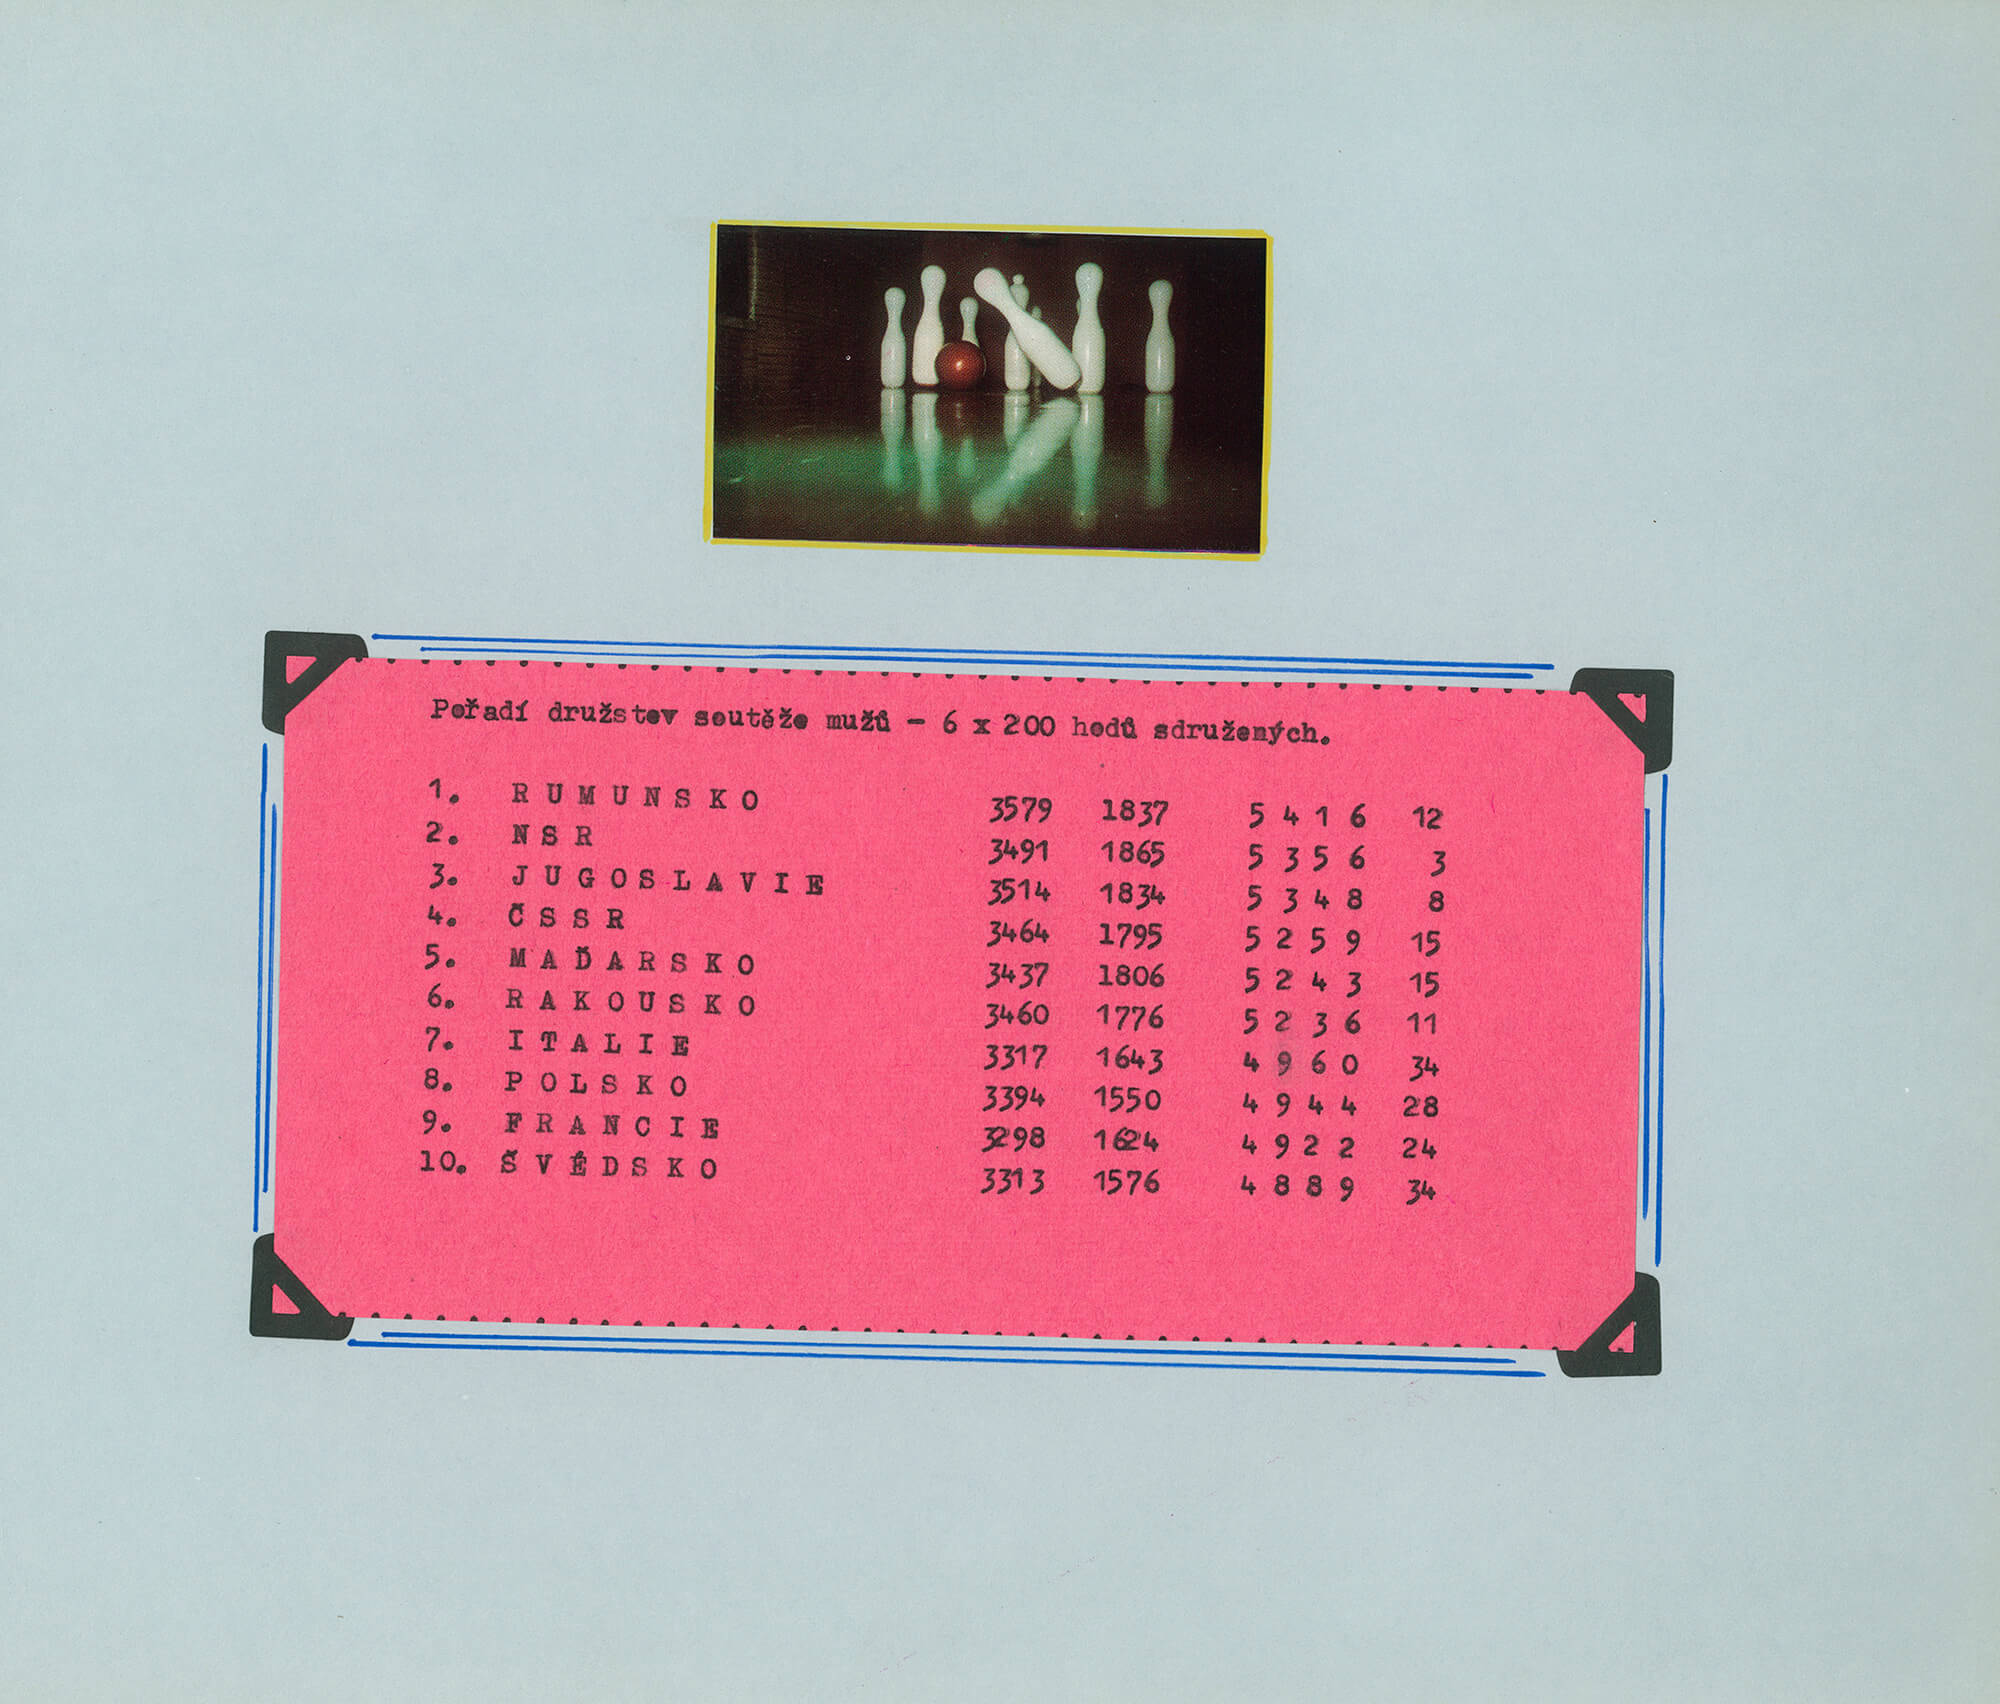 Pořadí družstev soutěže mužů - 6 x 200 hodů sdružených.
1. RUMUNSKO 3579 1837 5416 12
2. NSR 3491 1865 5356 3
3. JUGOSLAVIE 3514 1834 5348 8
4. ČSSR 3464 1795 5259 15
5. MAĎARSKO 3437 1806 5243 15
6. RAKOUSKO 3460 1776 5236 11
7. ITALIE 3317 1643 4960 34
8. POLSKO 3394 1550 4944 28
9. FRANCIE 3298 1624 4922 24
10. ŠVÉDSKO 3313 1576 4889 34